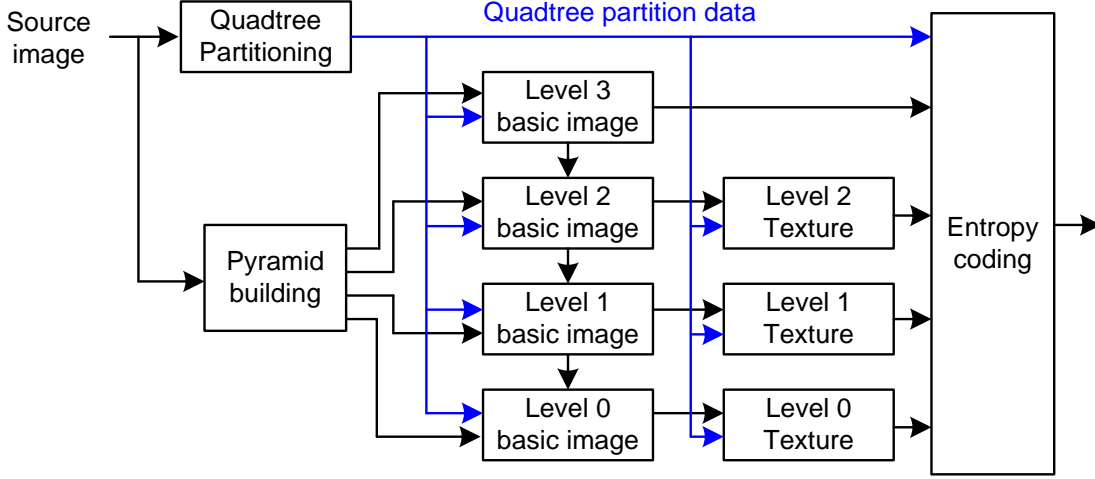 Source
image
Quadtree
Partitioning
Quadtree partition data
Level 3
basic image
Level 2
basic image
Level 2
Texture
Pyramid
building
Level 1
basic image
Level 1
Texture
Level 0
basic image
Level 0
Texture
Entropy
coding